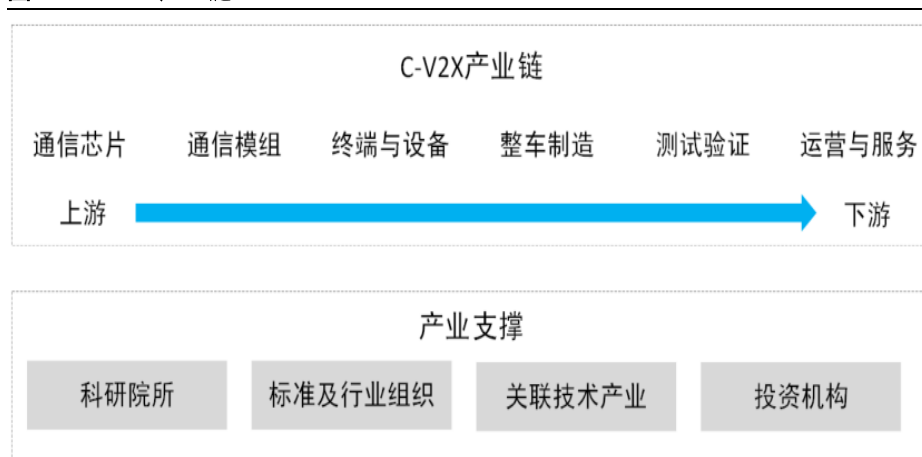 C-V2X产业链
通信芯片 通信模组 终端与设备 整车制造 测试验证 运营与服务
上游 下游
产业支撑
科研院所 标准及行业组织 关联技术产业 投资机构